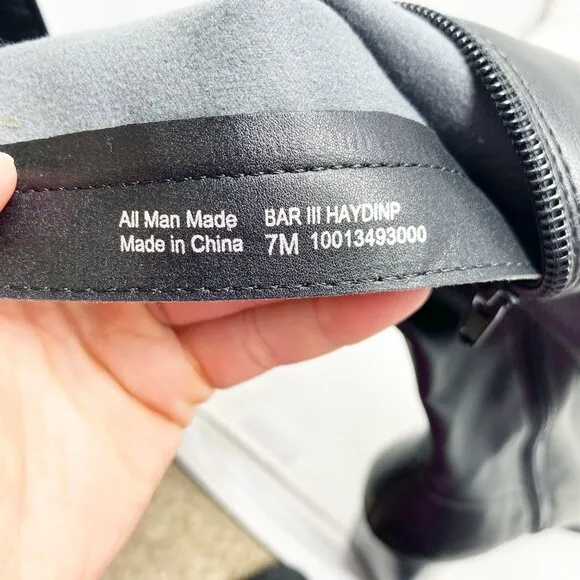 All Man Made BAR III HAYDINP
Made in China 7M 10013493000